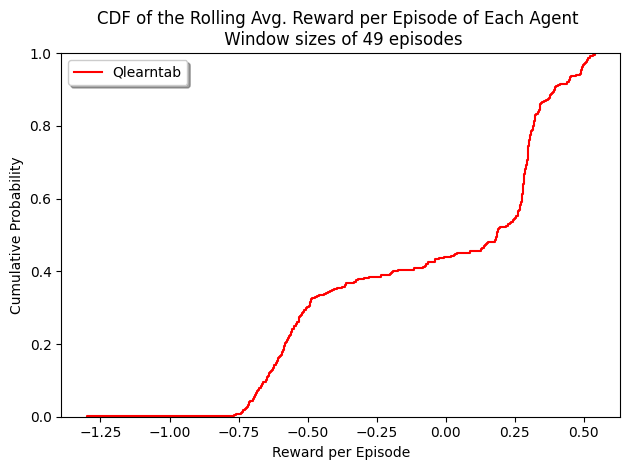 CDF of the Rolling Avg. Reward per Episode of Each Agent
Window sizes of 49 episodes
Qlearntab
Cumulative Probability
1.0
0.8
0.6
0.4
0.2
0.0
−1.25 −1.00 −0.75 −0.50 −0.25 0.00 0.25 0.50
Reward per Episode